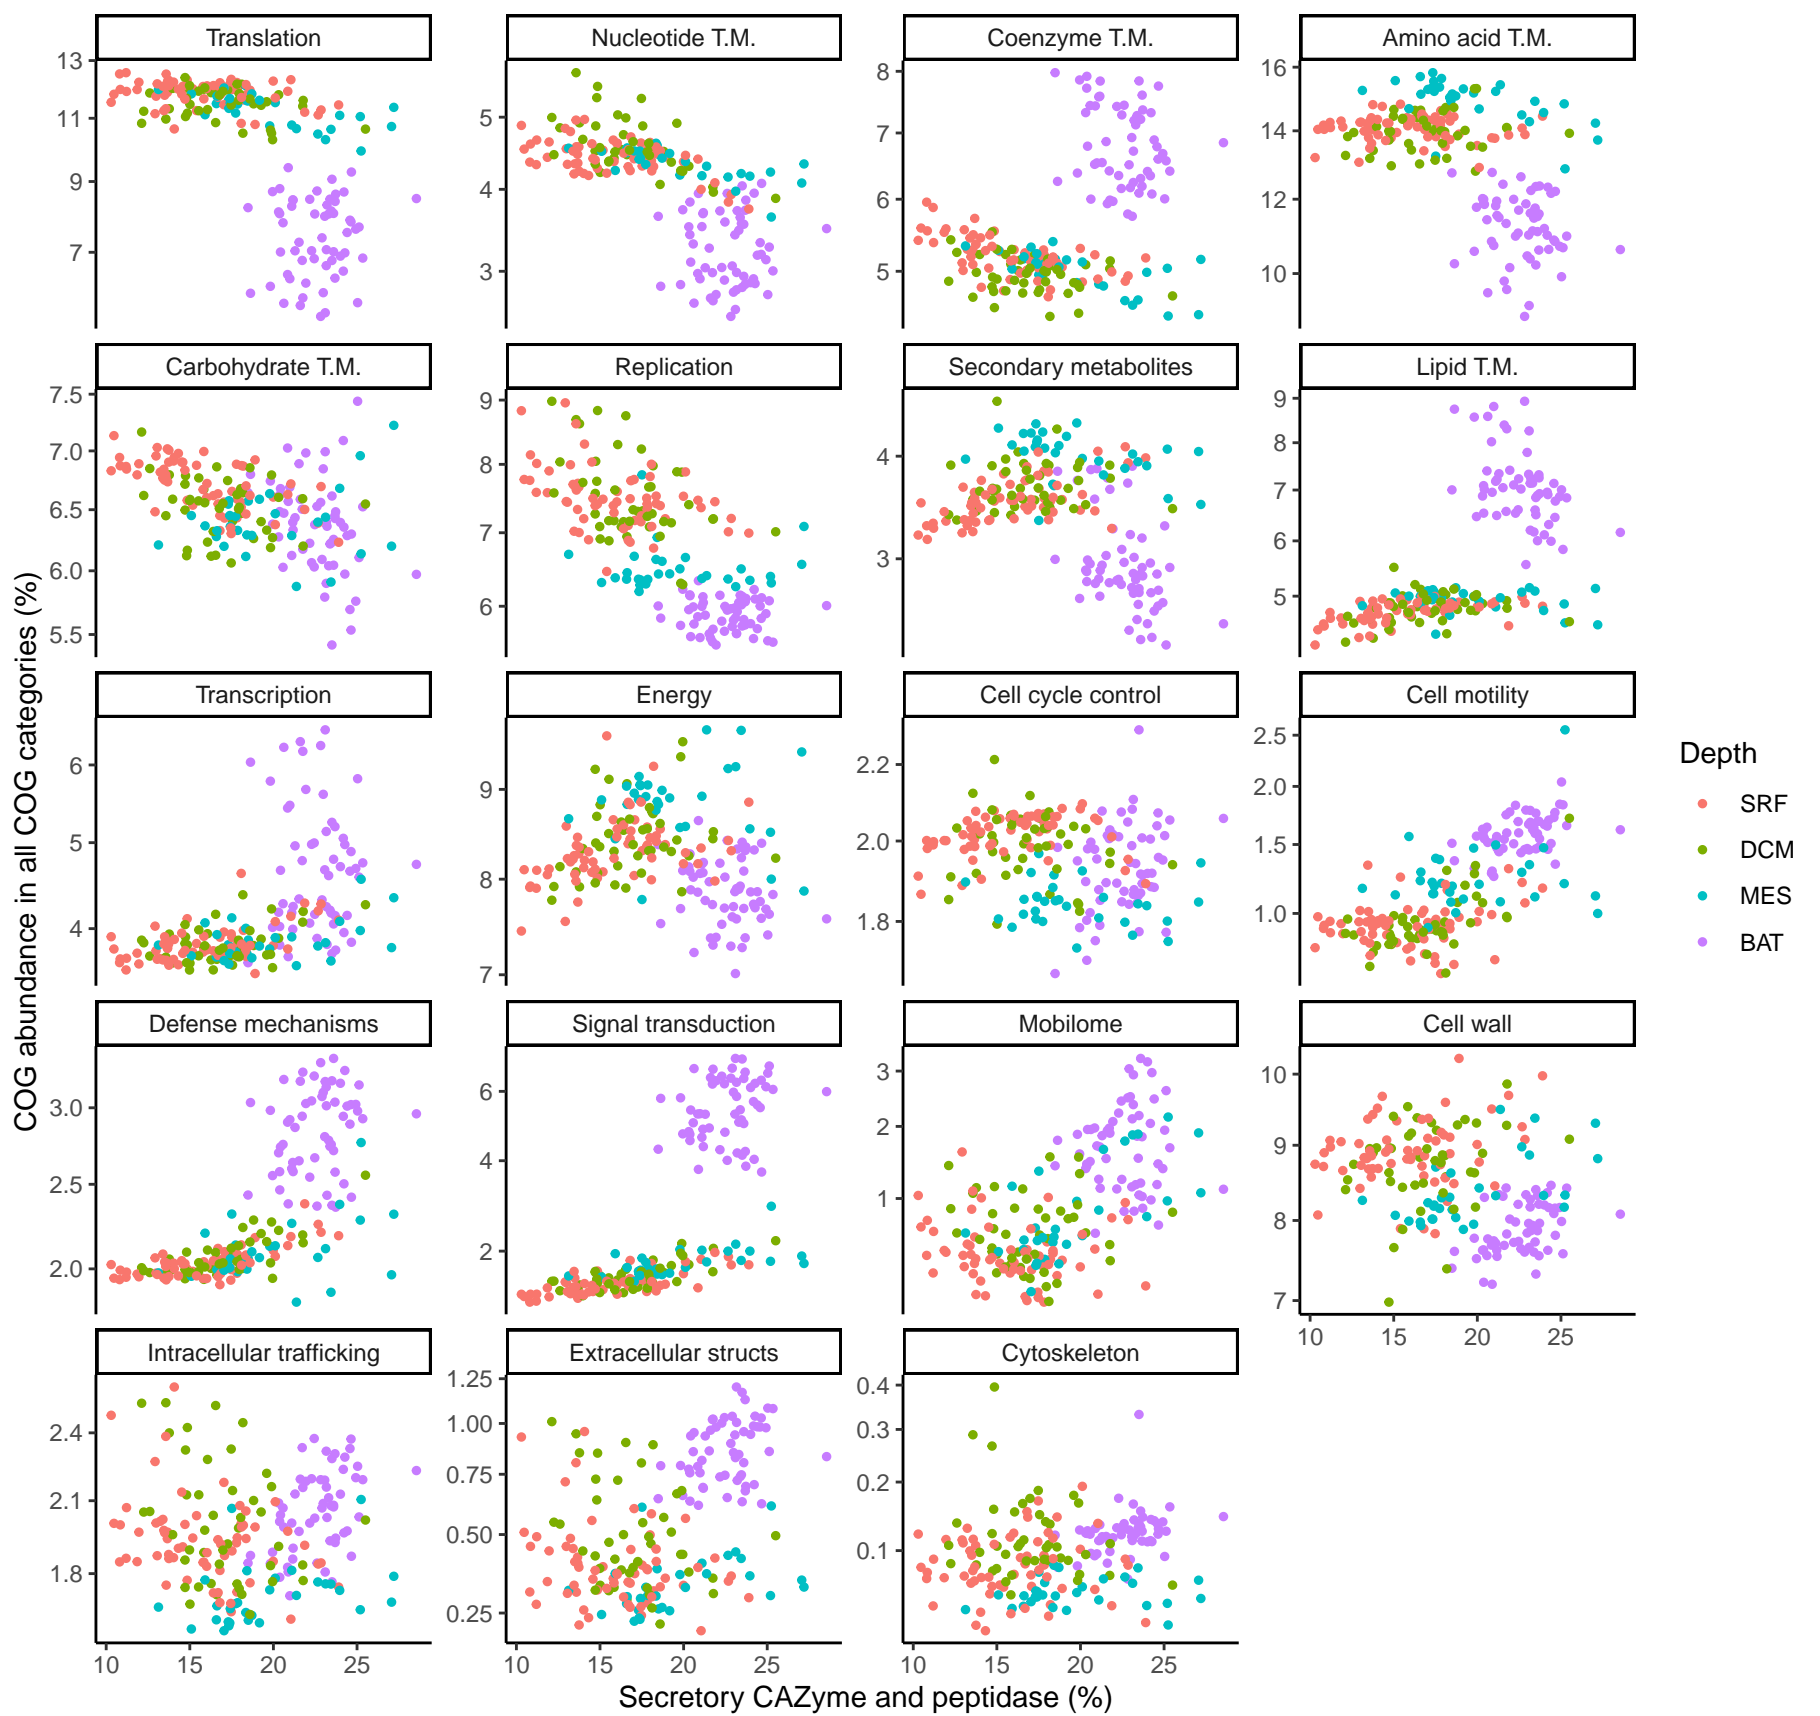 Translation
Nucleotide T.M.
Coenzyme T.M.
Amino acid T.M.
13
11
9
7
5
4
3
8
7
6
5
16
14
12
10
Carbohydrate T.M.
Replication
Secondary metabolites
Lipid T.M.
7.5
7.0
6.5
6.0
5.5
9
8
7
6
4
3
9
8
7
6
5
Transcription
Energy
Cell cycle control
Cell motility
6
5
4
9
8
7
2.2
2.0
1.8
2.5
2.0
1.5
1.0
Defense mechanisms
Signal transduction
Mobilome
Cell wall
3.0
2.5
2.0
6
4
2
3
2
1
10
9
8
7
10 15 20 25
Intracellular trafficking
Extracellular structs
Cytoskeleton
2.4
2.1
1.8
1.25
1.00
0.75
0.50
0.25
0.4
0.3
0.2
0.1
10 15 20 25
10 15 20 25
10 15 20 25
Secretory CAZyme and peptidase (%)
COG abundance in all COG categories (%)
Depth
SRF
DCM
MES
BAT